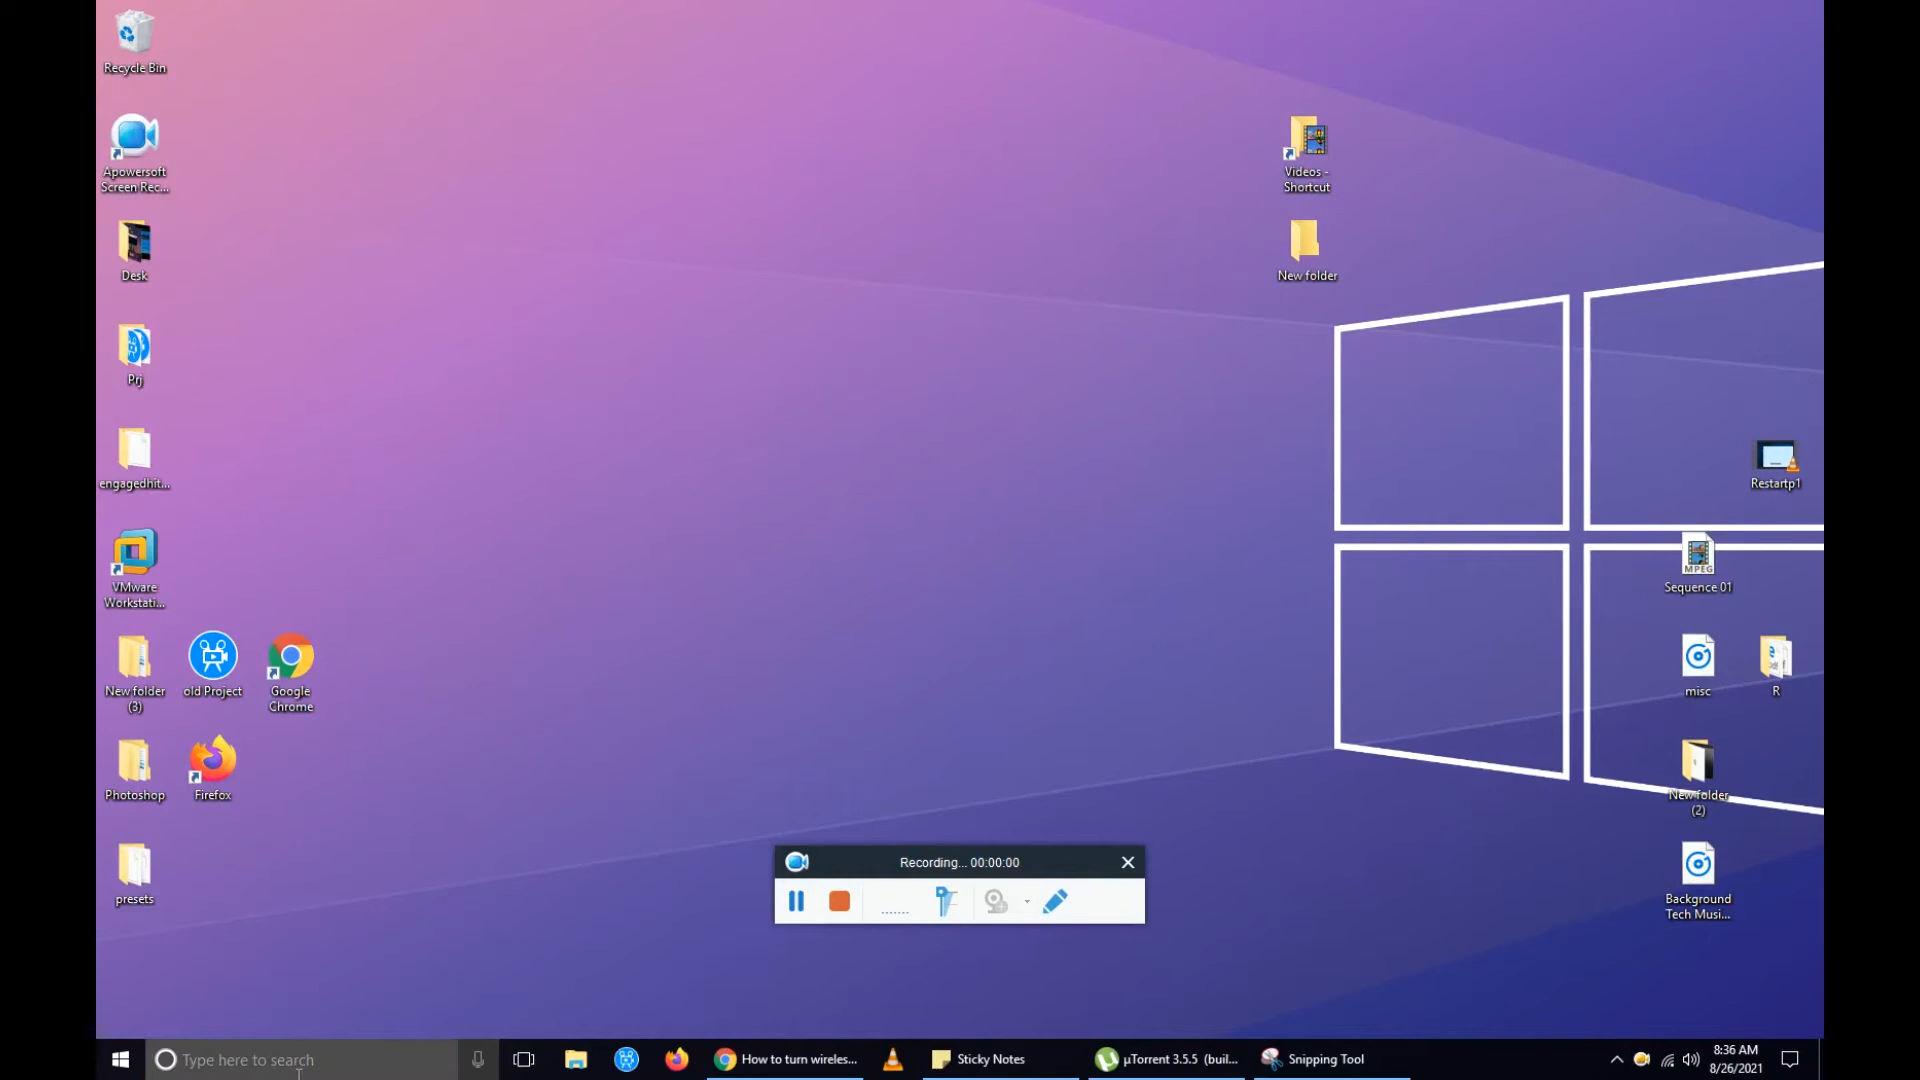 Recycle Bin
Apowersoft
Screen Rec...
Desk
Prj
engagedhit...
VMware
Workstati...
New folder
(3)
old Project
Google
Chrome
Photoshop
Firefox
presets
Videos -
Shortcut
New folder
Restartp1
MPEG
Sequence 01
misc
R
New folder
(2)
Background
Tech Musi...
Recording... 00:00:00
Type here to search
How to turn wireles...
Sticky Notes
µTorrent 3.5.5 (buil...
Snipping Tool
8:36 AM
8/26/2021